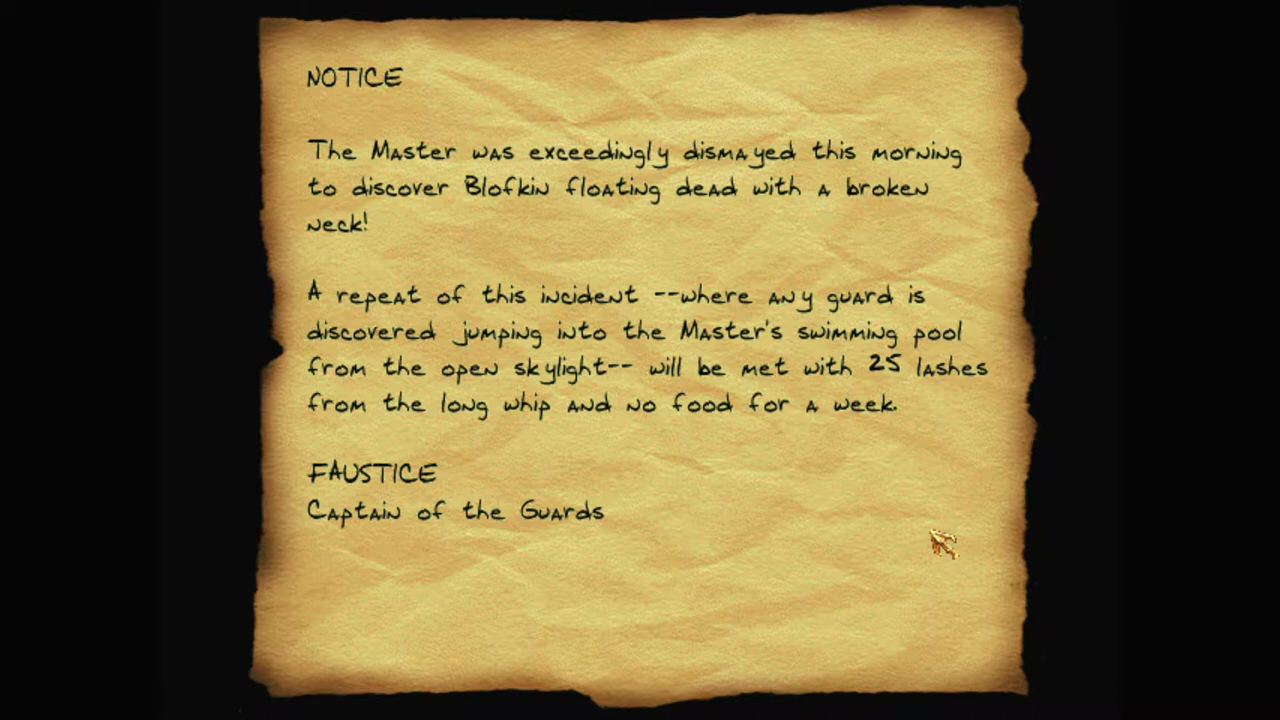 NOTICE
The Master was exceedingly dismayed this morning
to discover Blofkin floating dead with a broken
neck!
A repeat of this incident --where any guard is
discovered jumping into the Master's swimming pool
from the open skylight-- will be met with 25 lashes
from the long whip and no food for a week.
FAUSTICE
Captain of the Guards